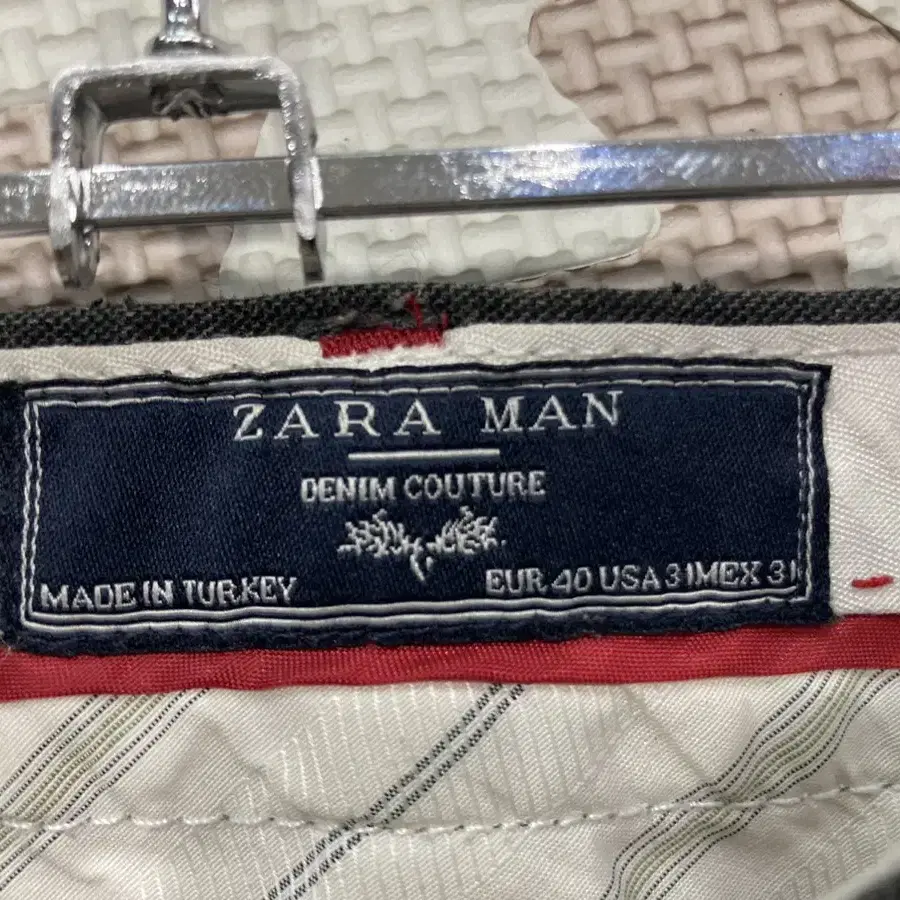 ZARA MAN
DENIM COUTURE
MADE IN TURKEY EUR 40 USA 31 MEX 31